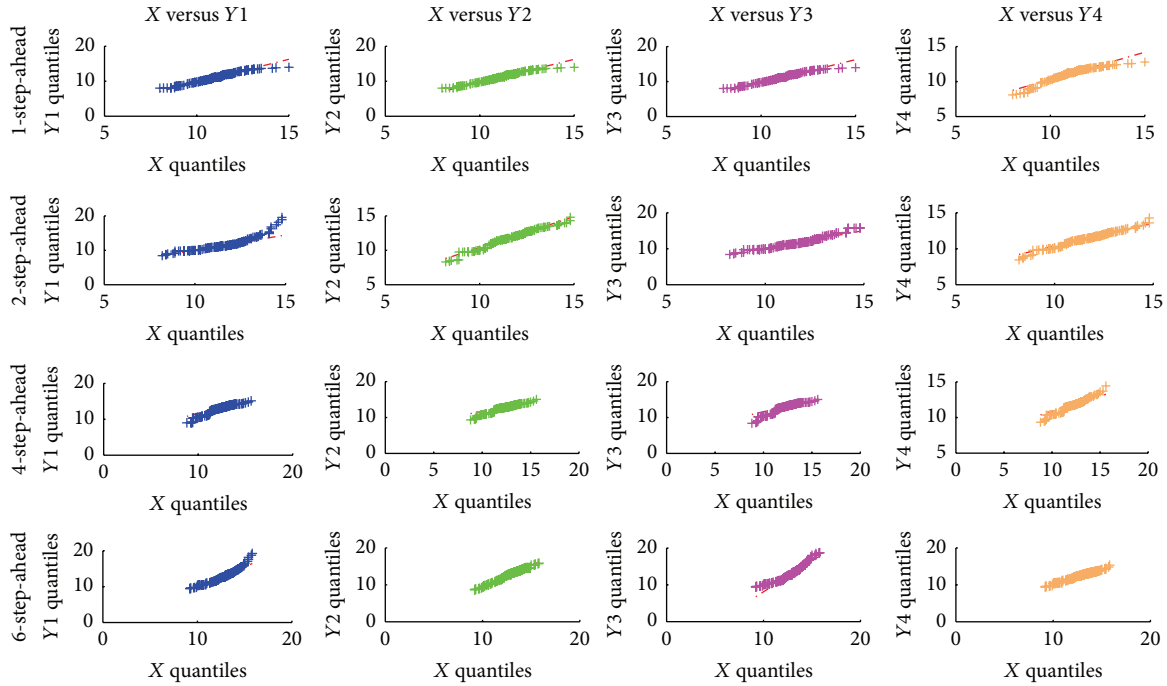 X versus Y1
X versus Y2
X versus Y3
X versus Y4
1-step-ahead
Y1 quantiles
20
10
0
5
10
15
X quantiles
Y2 quantiles
20
10
0
5
10
15
X quantiles
Y3 quantiles
20
10
0
5
10
15
X quantiles
Y4 quantiles
15
10
5
5
10
15
X quantiles
2-step-ahead
Y1 quantiles
20
10
0
5
10
15
X quantiles
Y2 quantiles
15
10
5
5
10
15
X quantiles
Y3 quantiles
20
10
0
5
10
15
X quantiles
Y4 quantiles
15
10
5
5
10
15
X quantiles
4-step-ahead
Y1 quantiles
20
10
0
0
10
20
X quantiles
Y2 quantiles
20
10
0
0
5
10
15
20
X quantiles
Y3 quantiles
20
10
0
0
5
10
15
20
X quantiles
Y4 quantiles
15
10
5
0
5
10
15
20
X quantiles
6-step-ahead
Y1 quantiles
20
10
0
0
10
20
X quantiles
Y2 quantiles
20
10
0
0
5
10
15
20
X quantiles
Y3 quantiles
20
10
0
0
5
10
15
20
X quantiles
Y4 quantiles
20
10
0
0
5
10
15
20
X quantiles